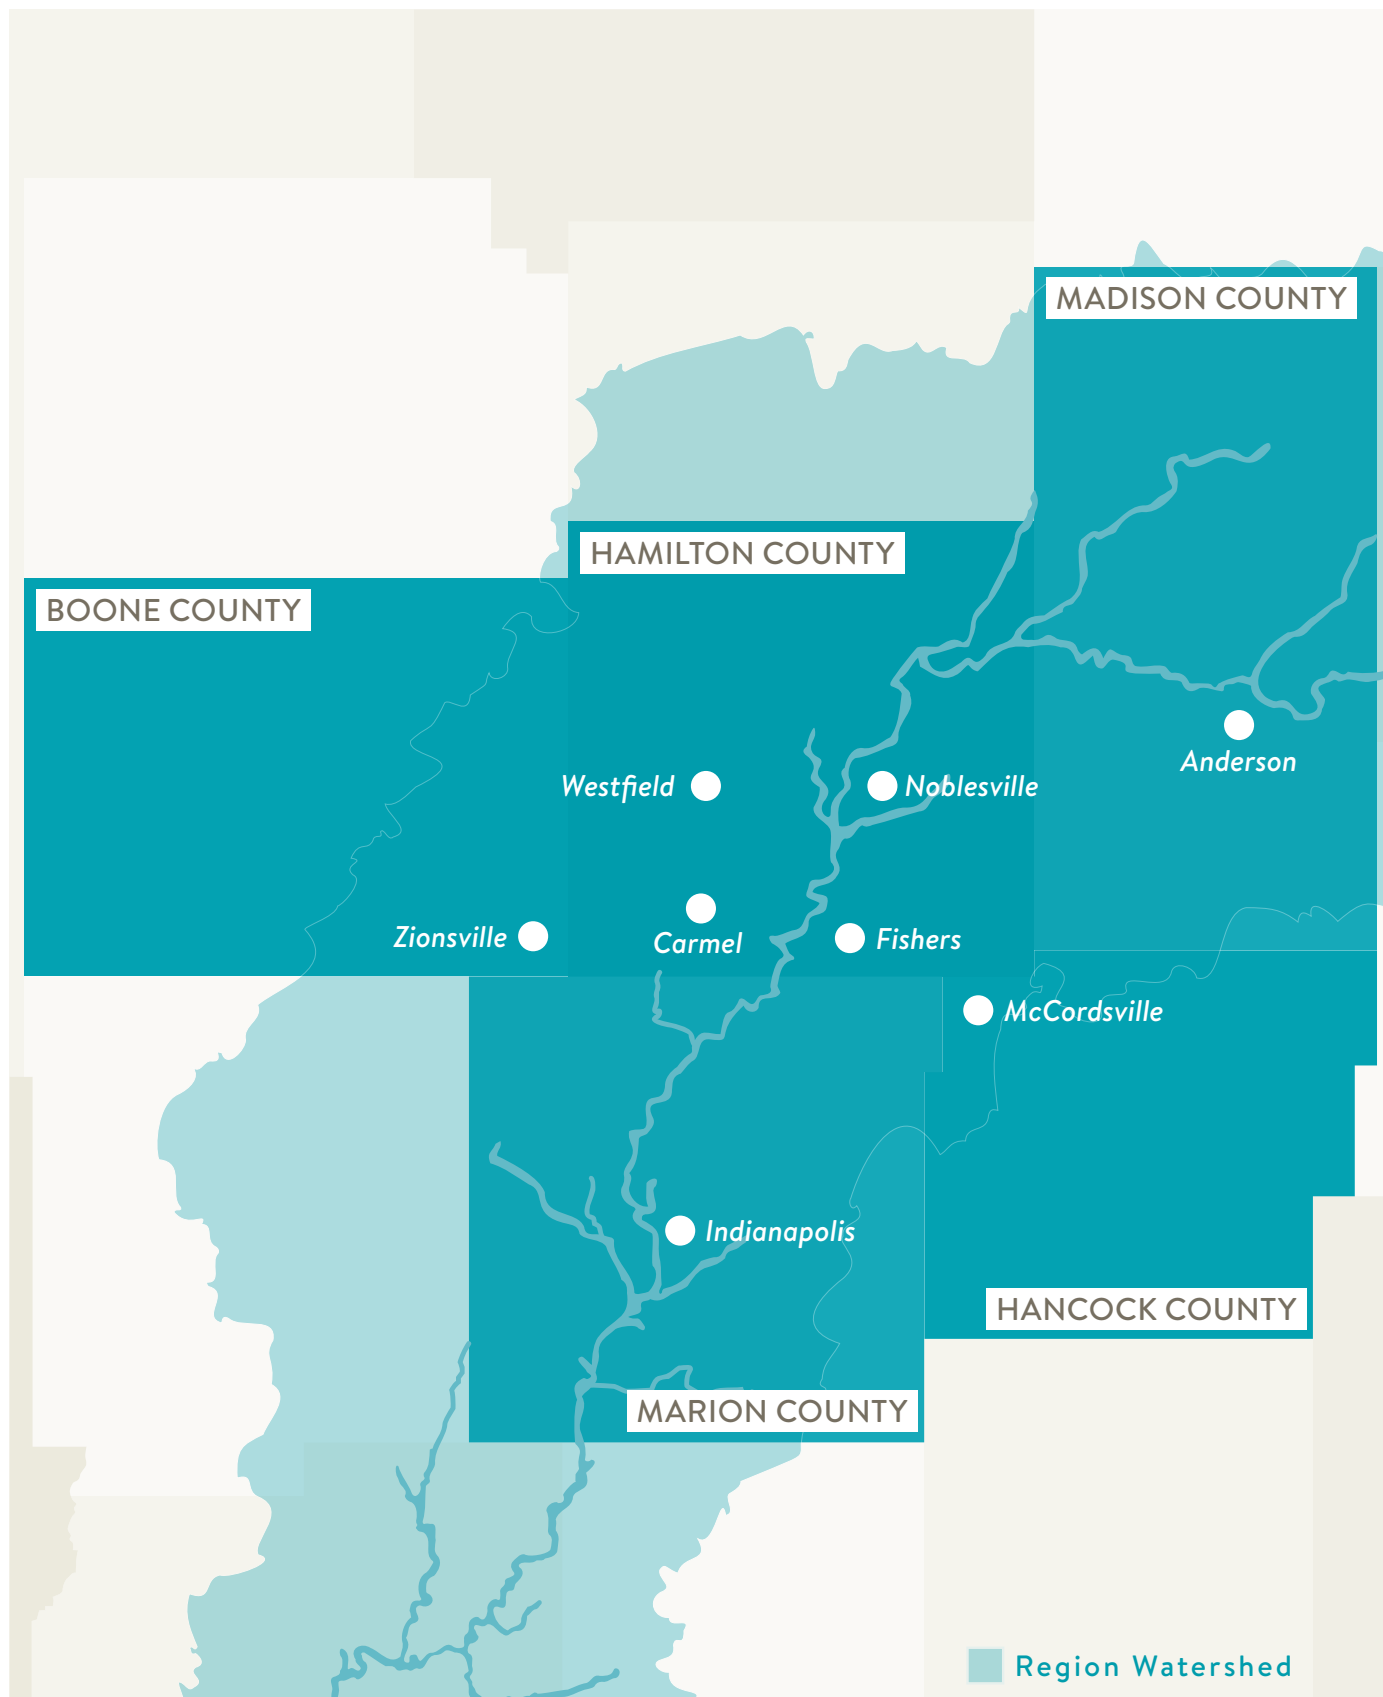 MADISON COUNTY
HAMILTON COUNTY
BOONE COUNTY
Anderson
Westfield
Noblesville
Zionsville
Carmel
Fishers
McCordsville
Indianapolis
HANCOCK COUNTY
MARION COUNTY
Region Watershed